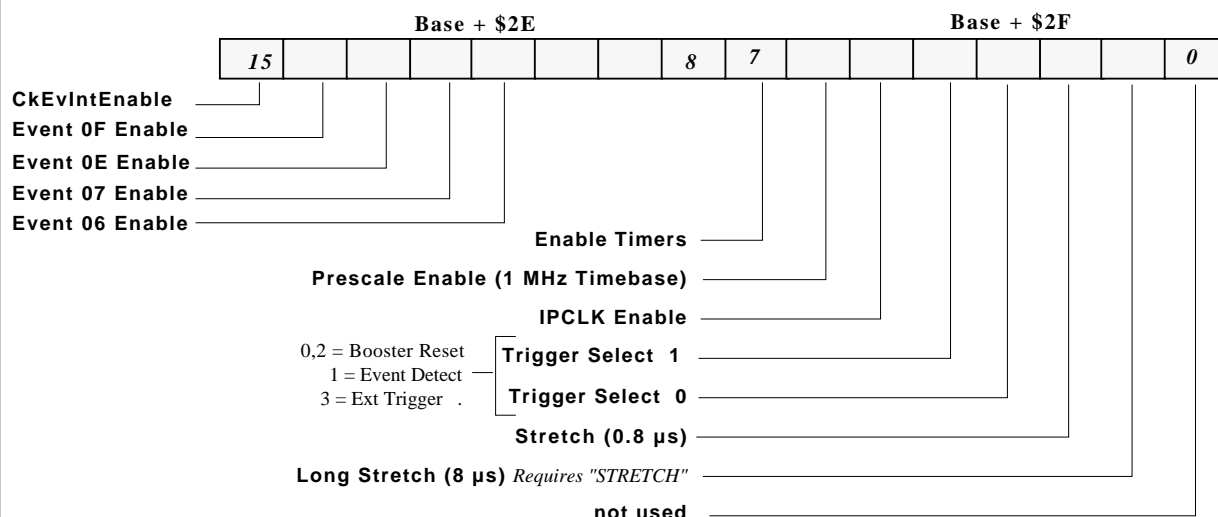 Base + $2E Base + $2F
15 8 7 0
CkEvIntEnable
Event 0F Enable
Event 0E Enable
Event 07 Enable
Event 06 Enable
Enable Timers
Prescale Enable (1 MHz Timebase)
IPCLK Enable
0,2 = Booster Reset
1 = Event Detect
3 = Ext Trigger .
Trigger Select 1
Trigger Select 0
Stretch (0.8 µs)
Long Stretch (8 µs) Requires "STRETCH"
not used